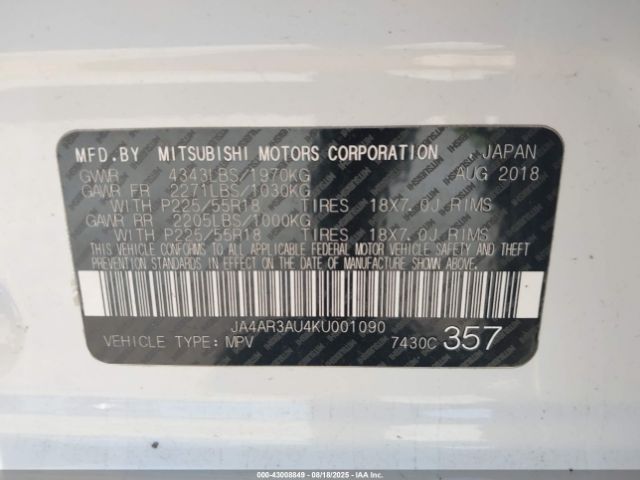 MFD.BY MITSUBISHI MOTORS CORPORATION JAPAN
GVWR 4343LBS/1970KG AUG 2018
GAWR FR 2271LBS/1030KG
WITH P225/55R18 TIRES 18X7.0J RIMS
GAWR RR 2205LBS/1000KG
WITH P225/55R18 TIRES 18X7.0J RIMS
THIS VEHICLE CONFORMS TO ALL APPLICABLE FEDERAL MOTOR VEHICLE SAFETY AND THEFT
PREVENTION STANDARDS IN EFFECT ON THE DATE OF MANUFACTURE SHOWN ABOVE.
JA4AR3AU4KU001090
VEHICLE TYPE: MPV 7430C 357
000-43008849 - 08/18/2025 - IAAI.COM